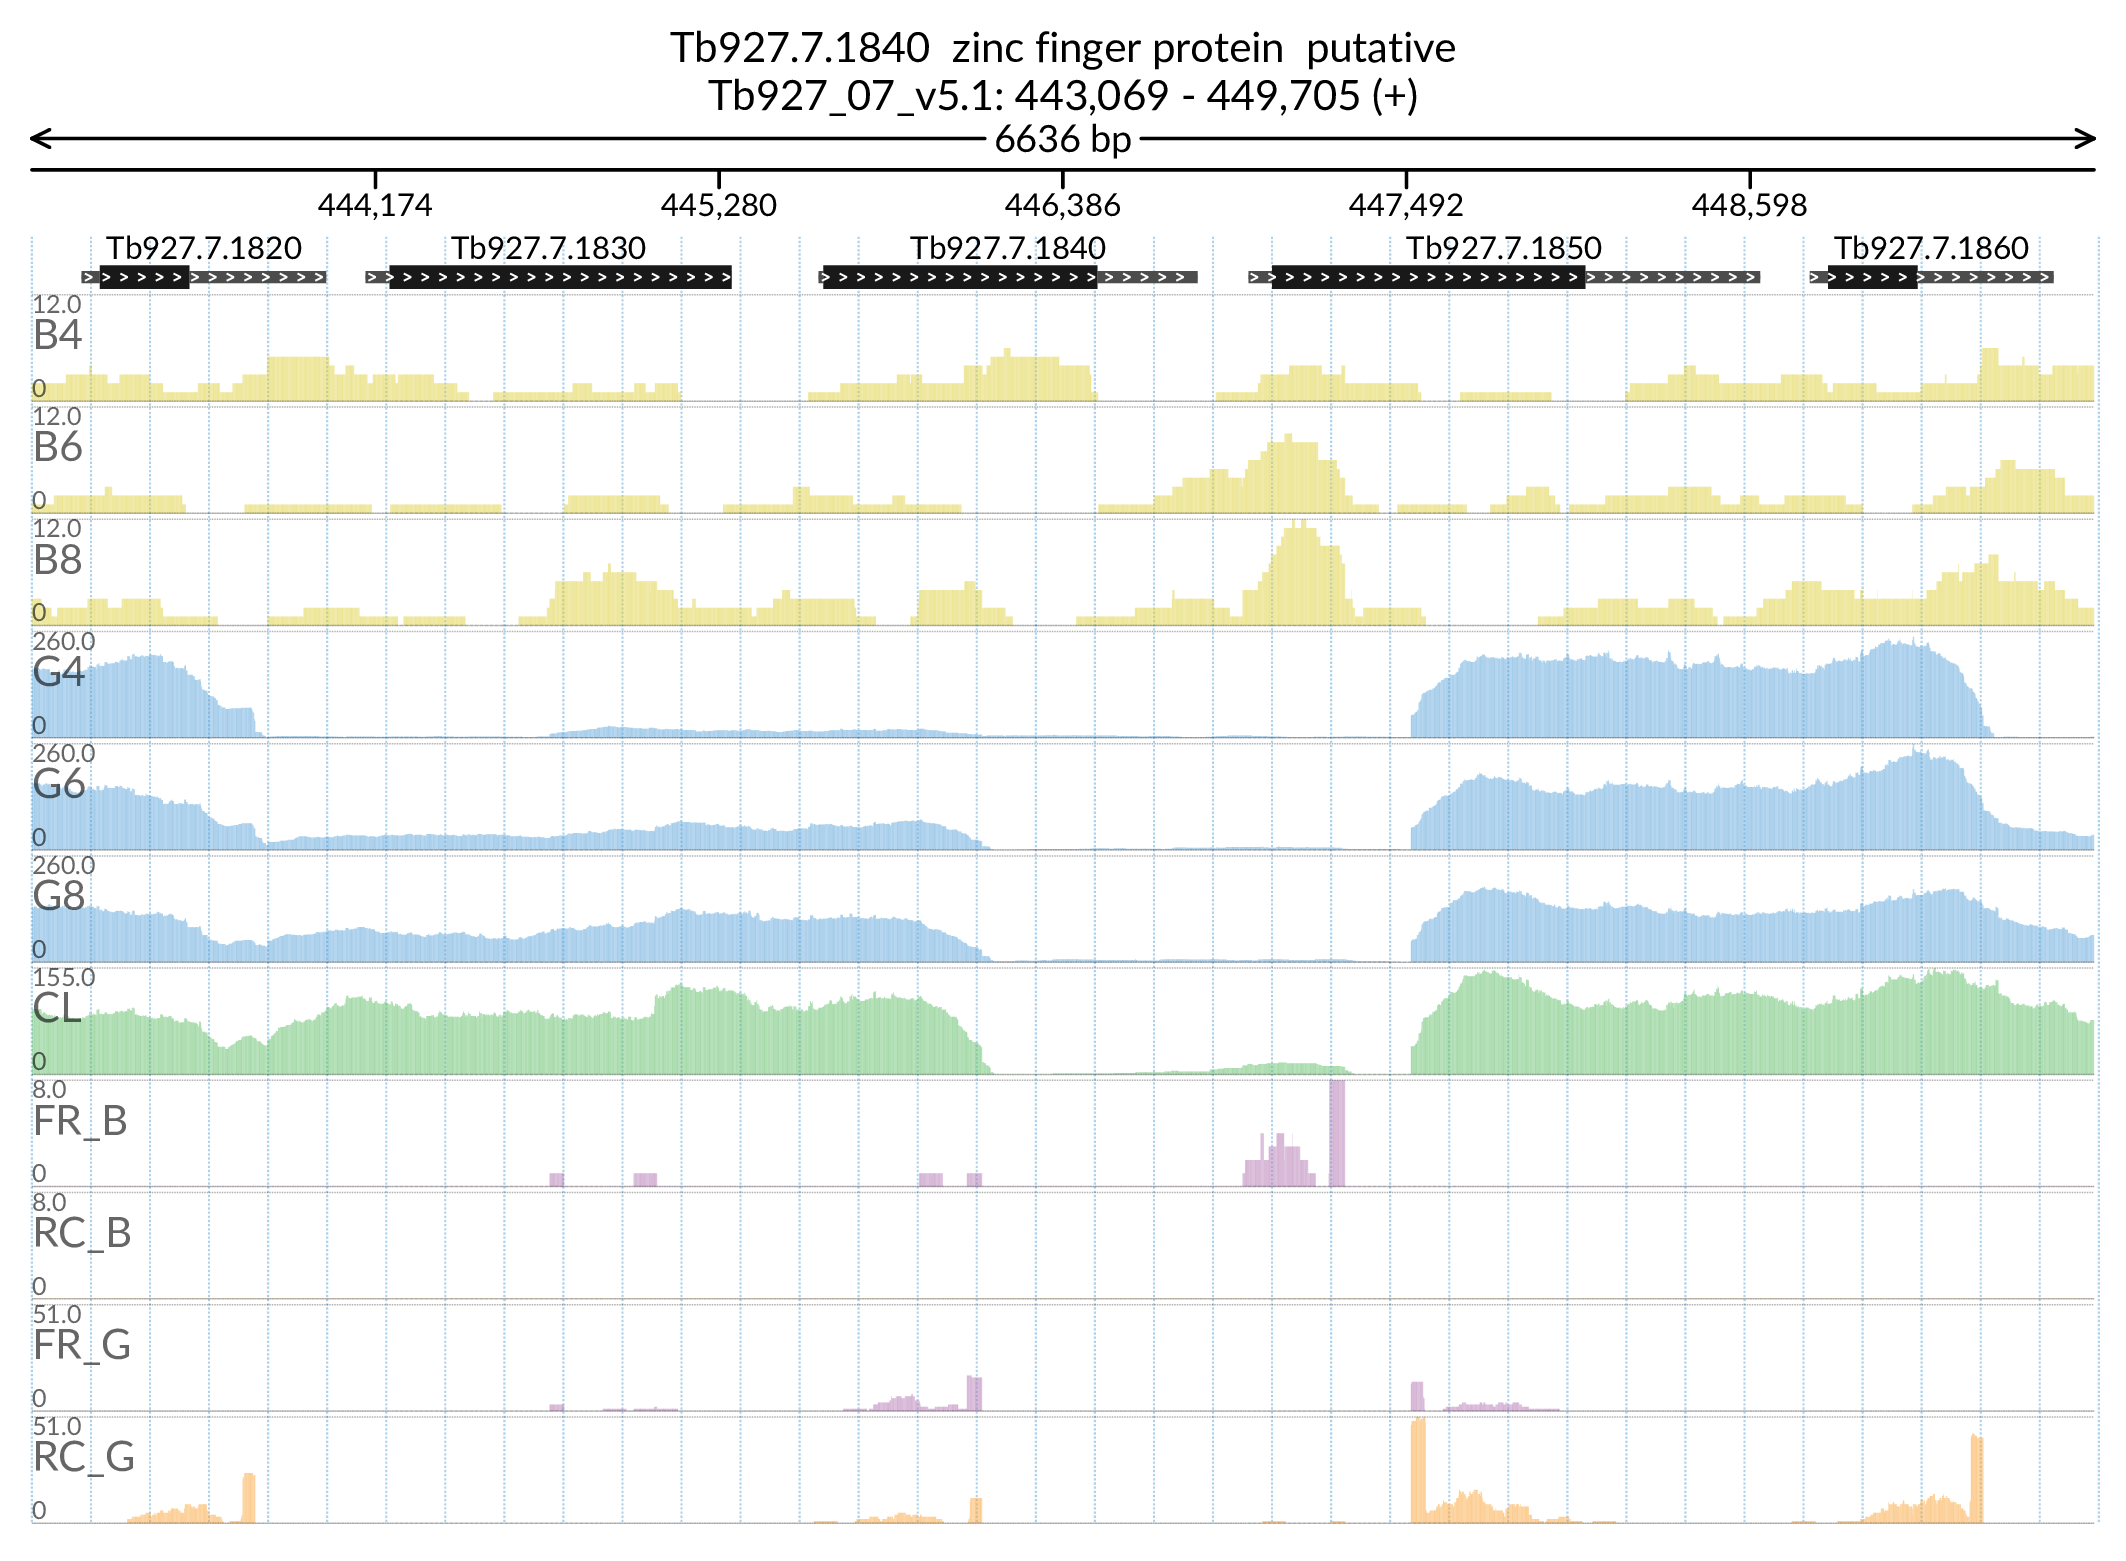 Tb927.7.1840  zinc finger protein  putative
Tb927_07_v5.1: 443,069 - 449,705 (+)
6636 bp
444,174 445,280 446,386 447,492 448,598
Tb927.7.1820 Tb927.7.1830 Tb927.7.1840 Tb927.7.1850 Tb927.7.1860
12.0
B4
0
12.0
B6
0
12.0
B8
0
260.0
G4
0
260.0
G6
0
260.0
G8
0
155.0
CL
0
8.0
FR_B
0
8.0
RC_B
0
51.0
FR_G
0
51.0
RC_G
0